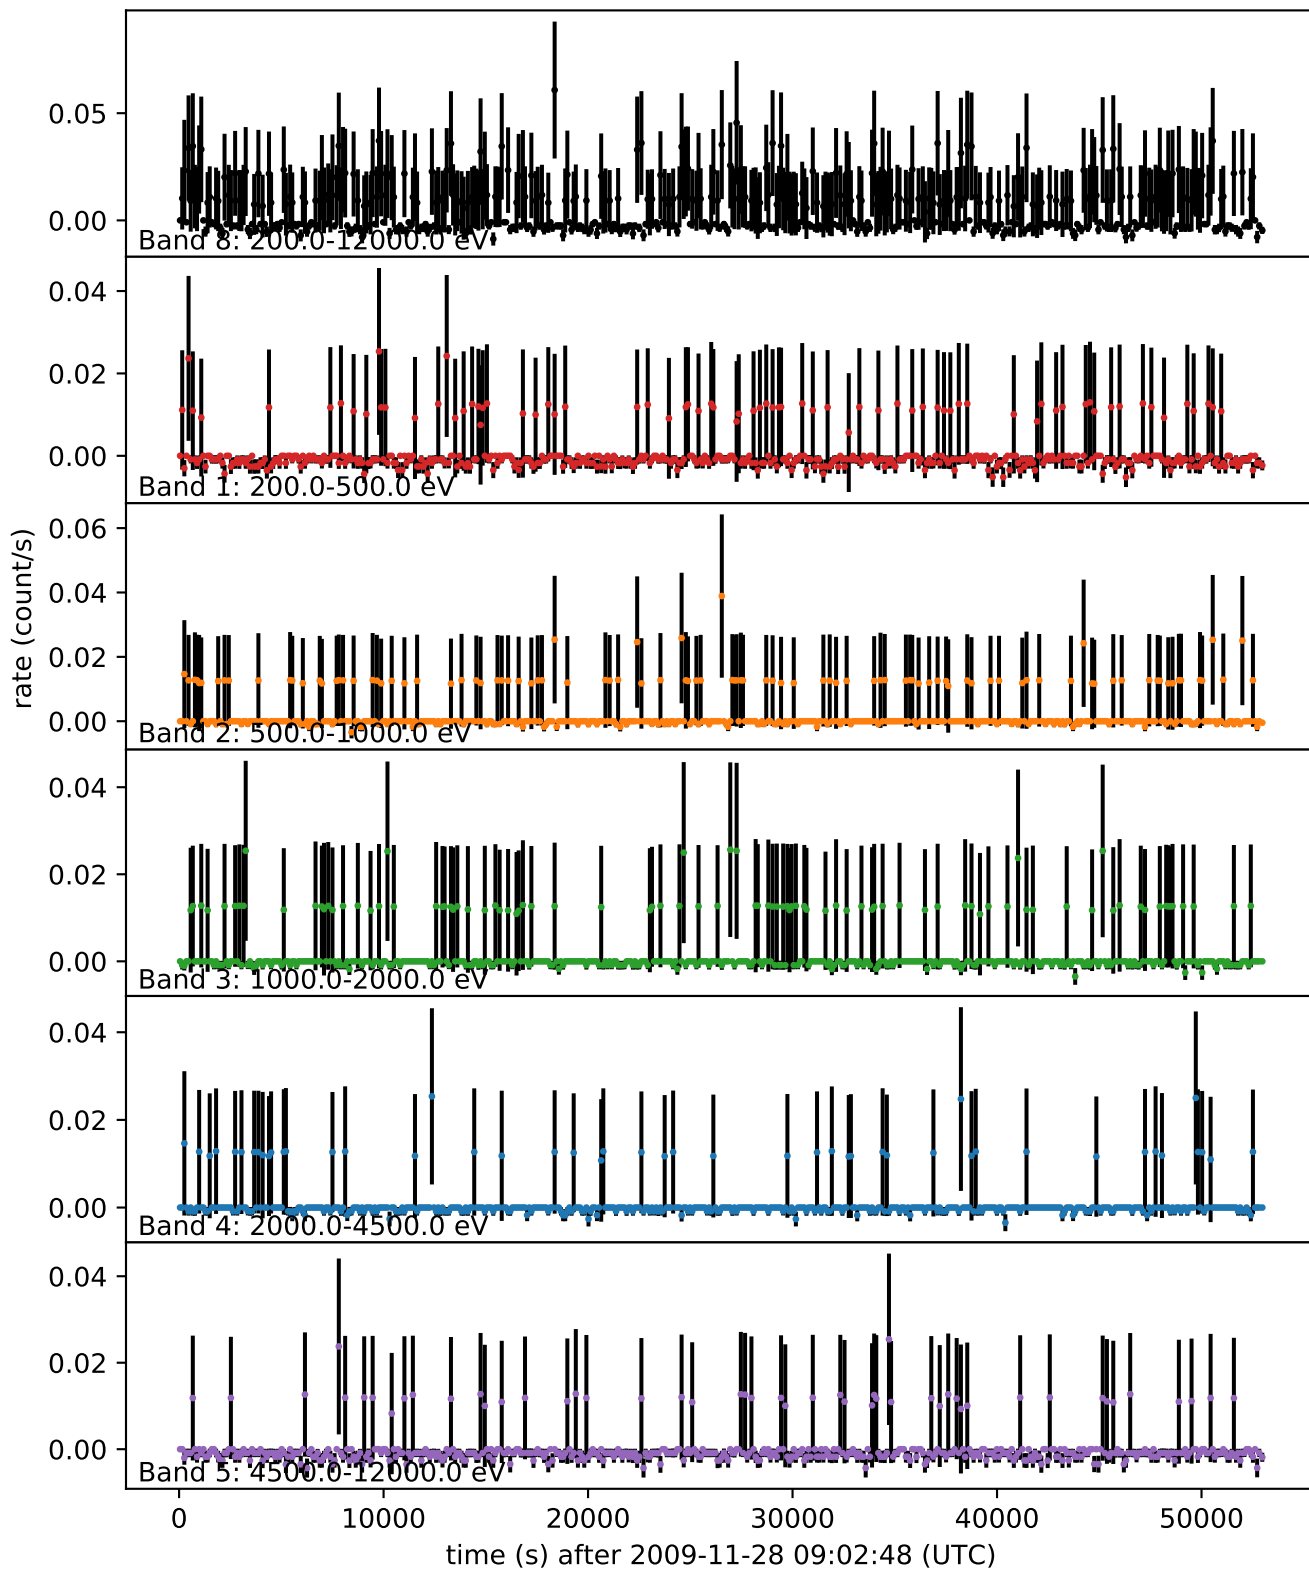 0.05
0.00
Band 8: 200.0-12000.0 eV
0.04
0.02
0.00
Band 1: 200.0-500.0 eV
0.06
0.04
0.02
0.00
Band 2: 500.0-1000.0 eV
rate (count/s)
0.04
0.02
0.00
Band 3: 1000.0-2000.0 eV
0.04
0.02
0.00
Band 4: 2000.0-4500.0 eV
0.04
0.02
0.00
Band 5: 4500.0-12000.0 eV
0 10000 20000 30000 40000 50000
time (s) after 2009-11-28 09:02:48 (UTC)